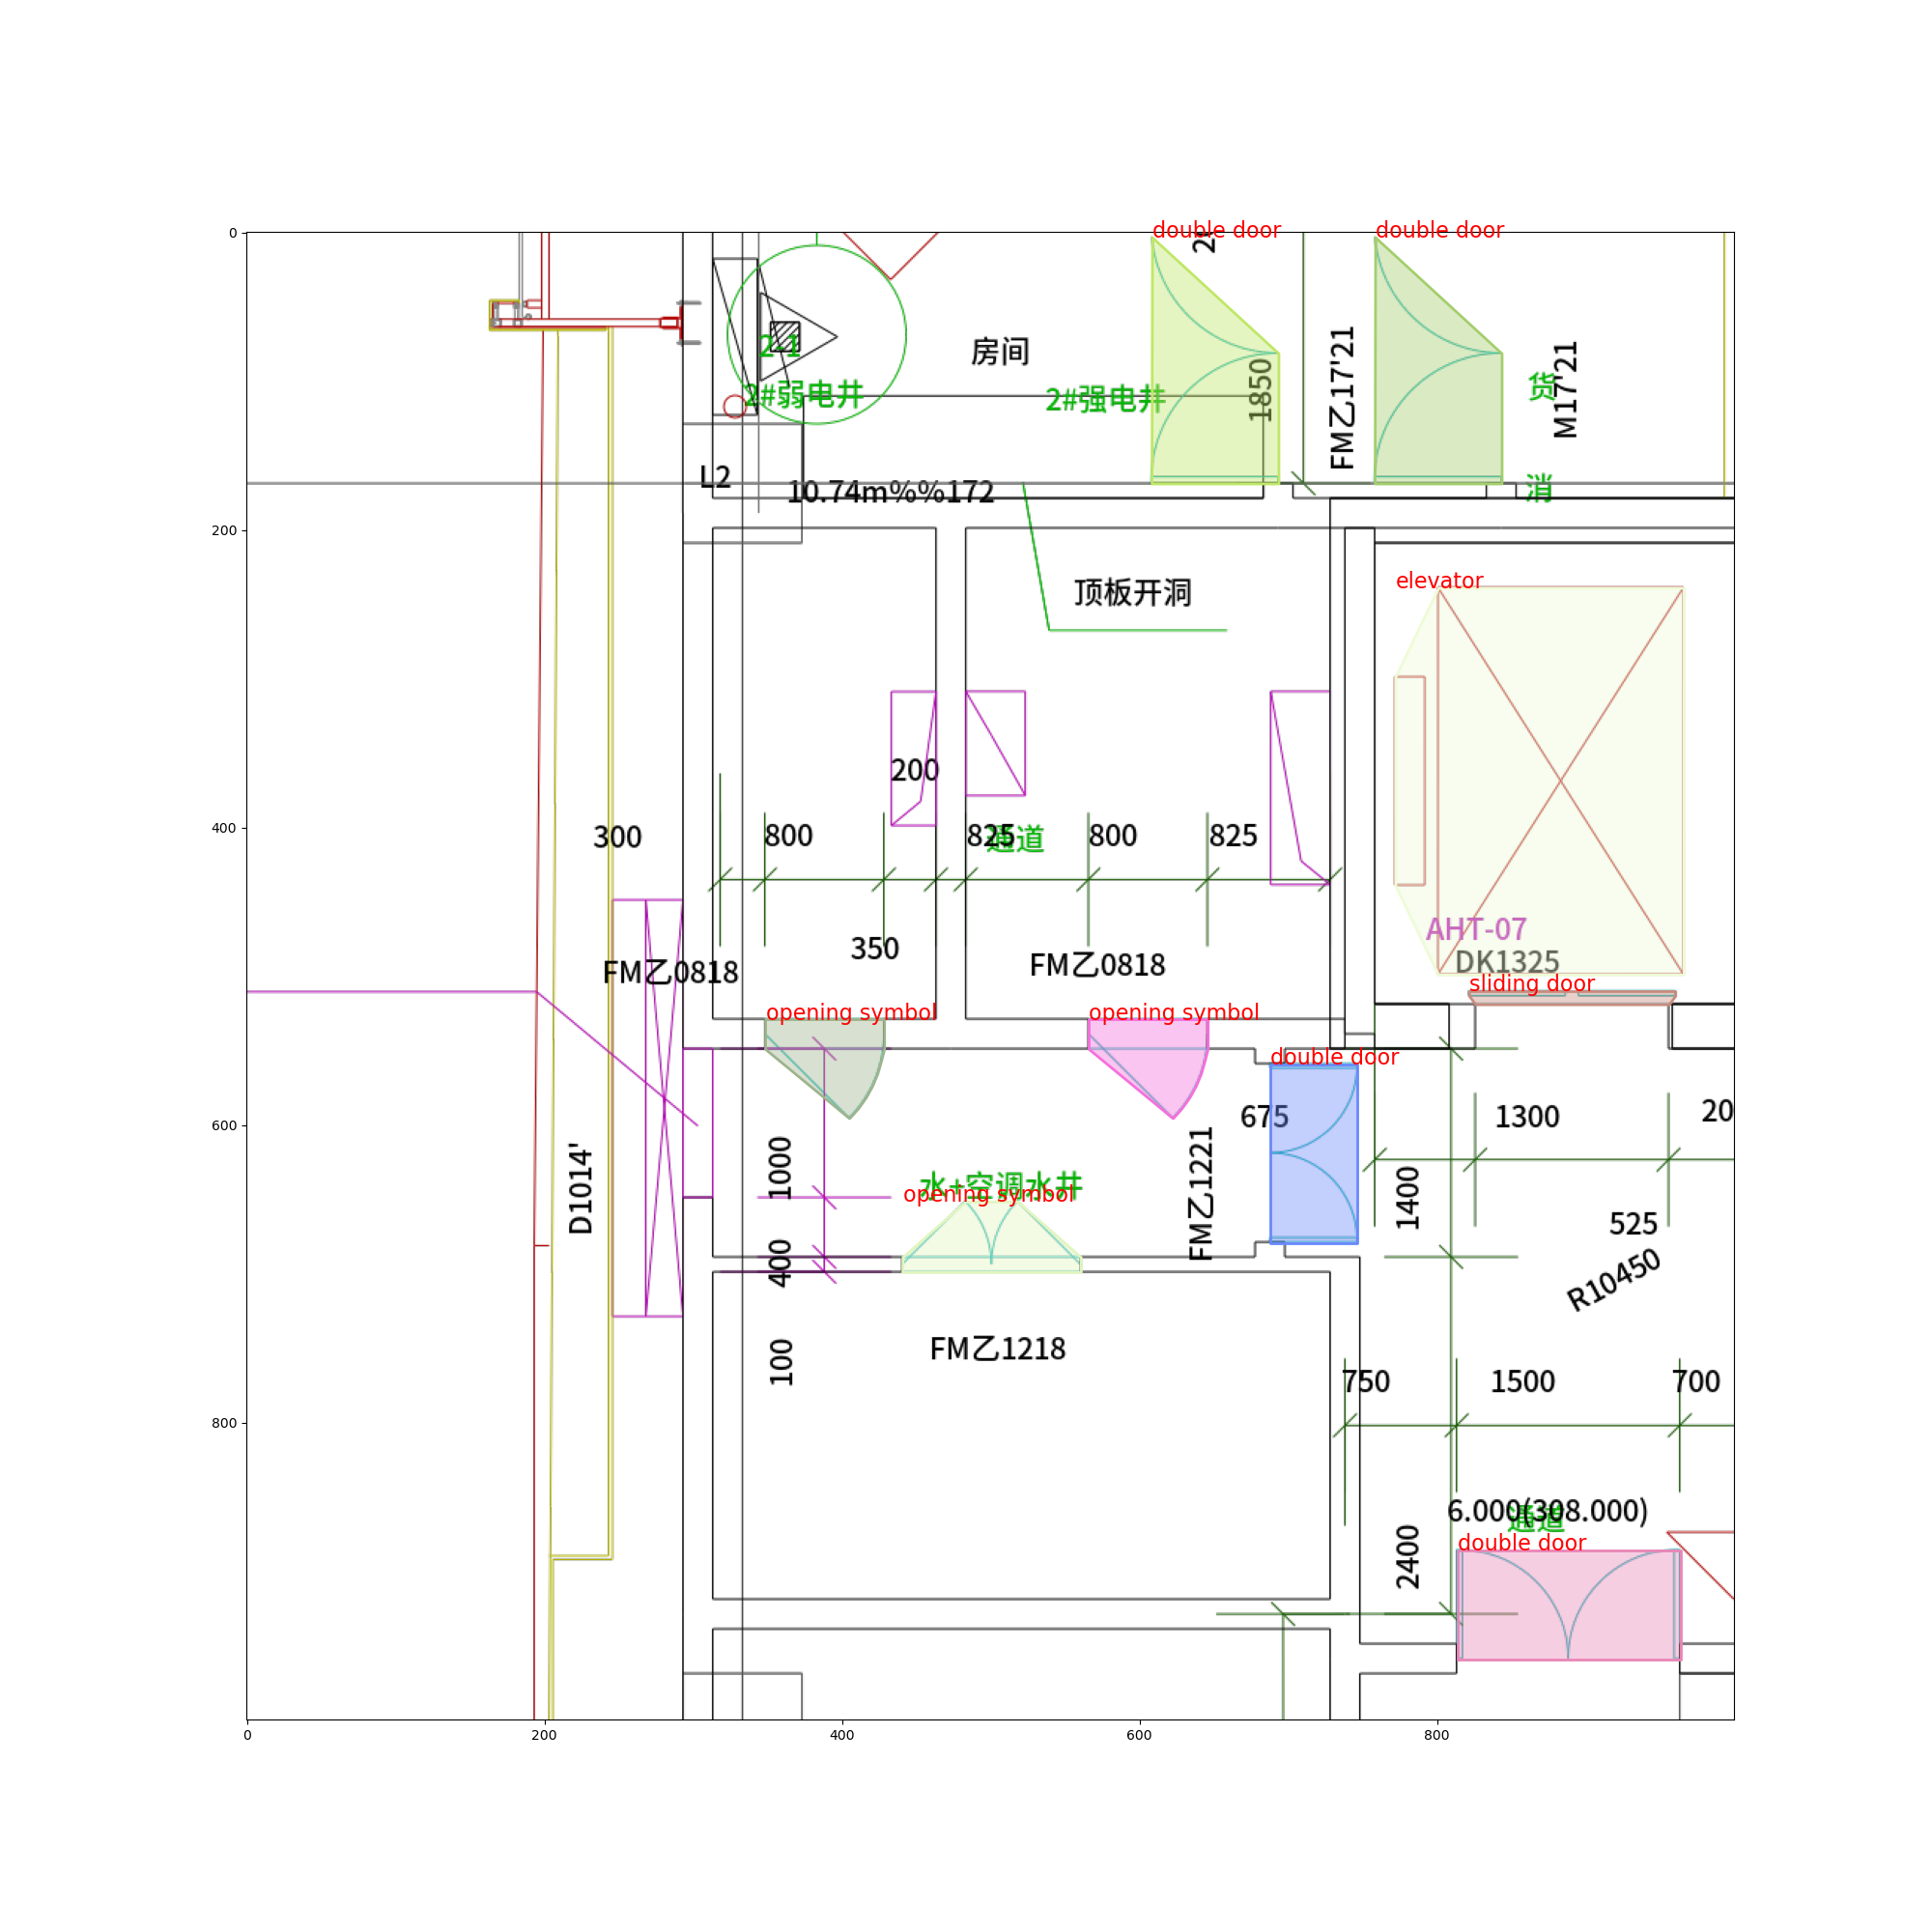 double door
double door
0
房间
1850
FM乙17'21
货
M17'21
2-1
2#弱电井
2#强电井
L2
10.74m%%172
消
200
顶板开洞
elevator
200
300
800
825
通道
800
825
400
350
AHT-07
DK1325
FM乙0818
FM乙0818
sliding door
opening symbol
opening symbol
double door
675
1300
20
600
1000
水+空调水井
opening symbol
FM乙1221
1400
D1014'
525
400
R10450
FM乙1218
100
750
1500
700
800
6.000(308.000)
通道
double door
2400
0
200
400
600
800